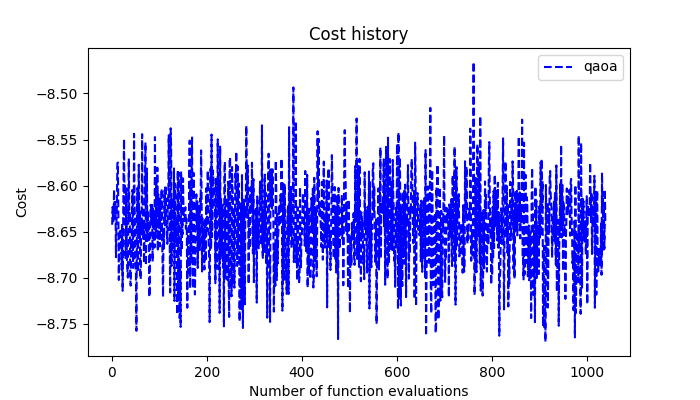 Cost history
qaoa
−8.50
−8.55
−8.60
−8.65
−8.70
−8.75
Cost
0 200 400 600 800 1000
Number of function evaluations